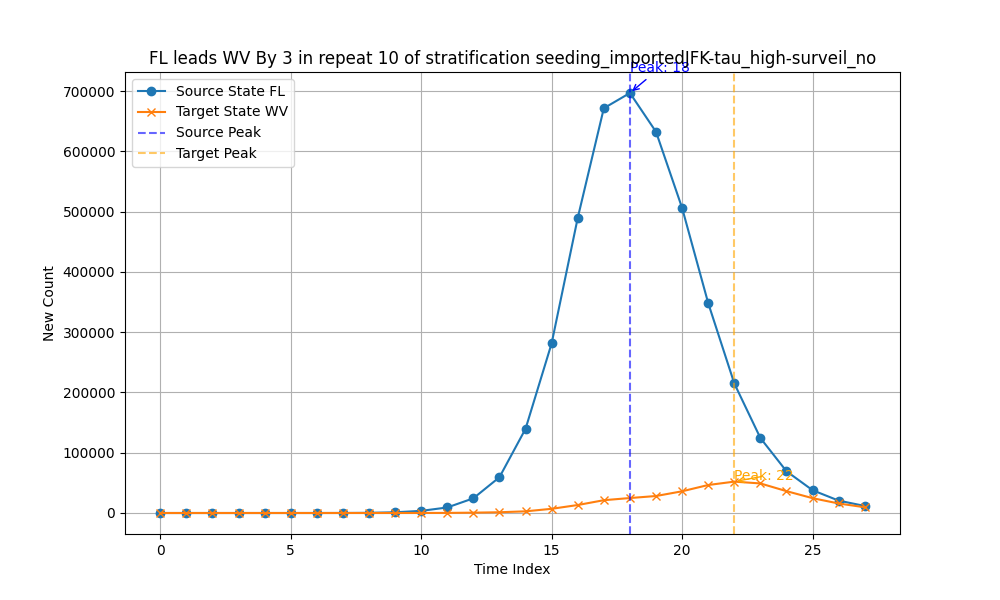 FL leads WV By 3 in repeat 10 of stratification seeding_importedJFK-tau_high-surveil_no
Peak: 18
Source State FL
Target State WV
Source Peak
Target Peak
700000
600000
500000
400000
300000
200000
100000
0
New Count
Peak: 22
0 5 10 15 20 25
Time Index